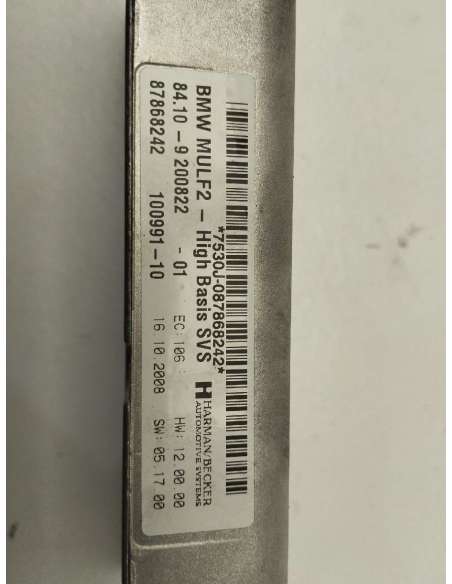 *7530J-087868242*
BMW MULF2 - High Basis SVS
HARMAN/BECKER
AUTOMOTIVE SYSTEMS
84.10 - 9 200822 - 01 EC:106 HW:12 00.00
87868242 100991-10 16.10.2008 SW:05.17 00